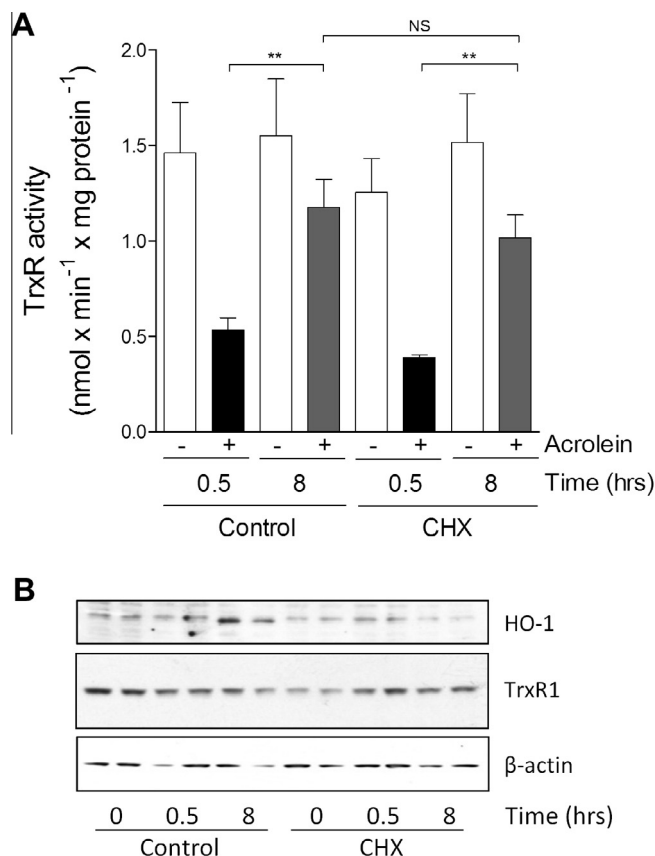 A
NS
** **
TrxR activity
(nmol x min⁻¹ x mg protein⁻¹)
2.0
1.5
1.0
0.5
0.0
- + - + - + - + Acrolein
0.5 8 0.5 8 Time (hrs)
Control CHX
B
HO-1
TrxR1
β-actin
0 0.5 8 0 0.5 8 Time (hrs)
Control CHX